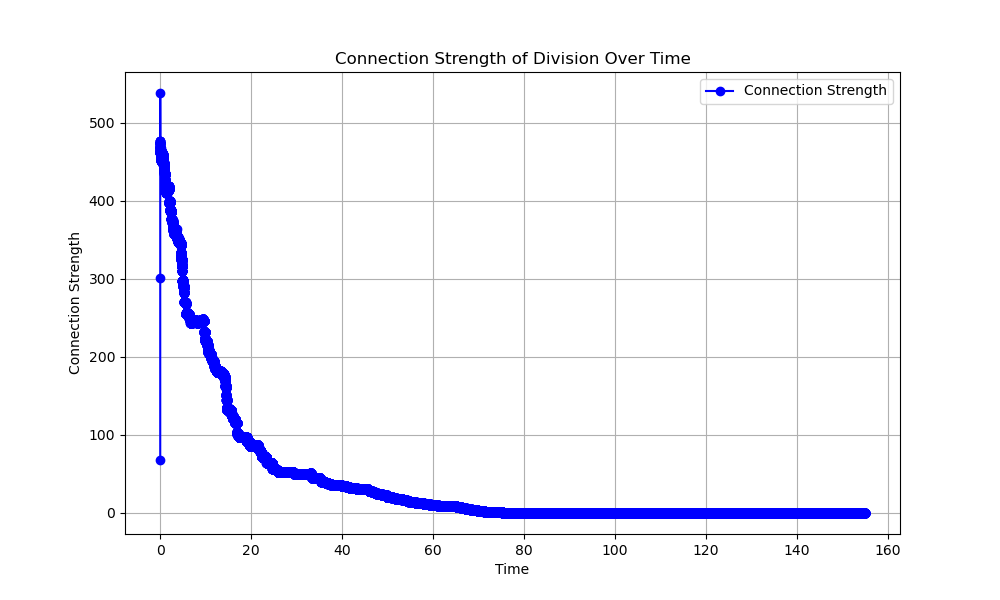 Connection Strength of Division Over Time
Connection Strength
500
400
300
200
100
0
Connection Strength
0 20 40 60 80 100 120 140 160
Time